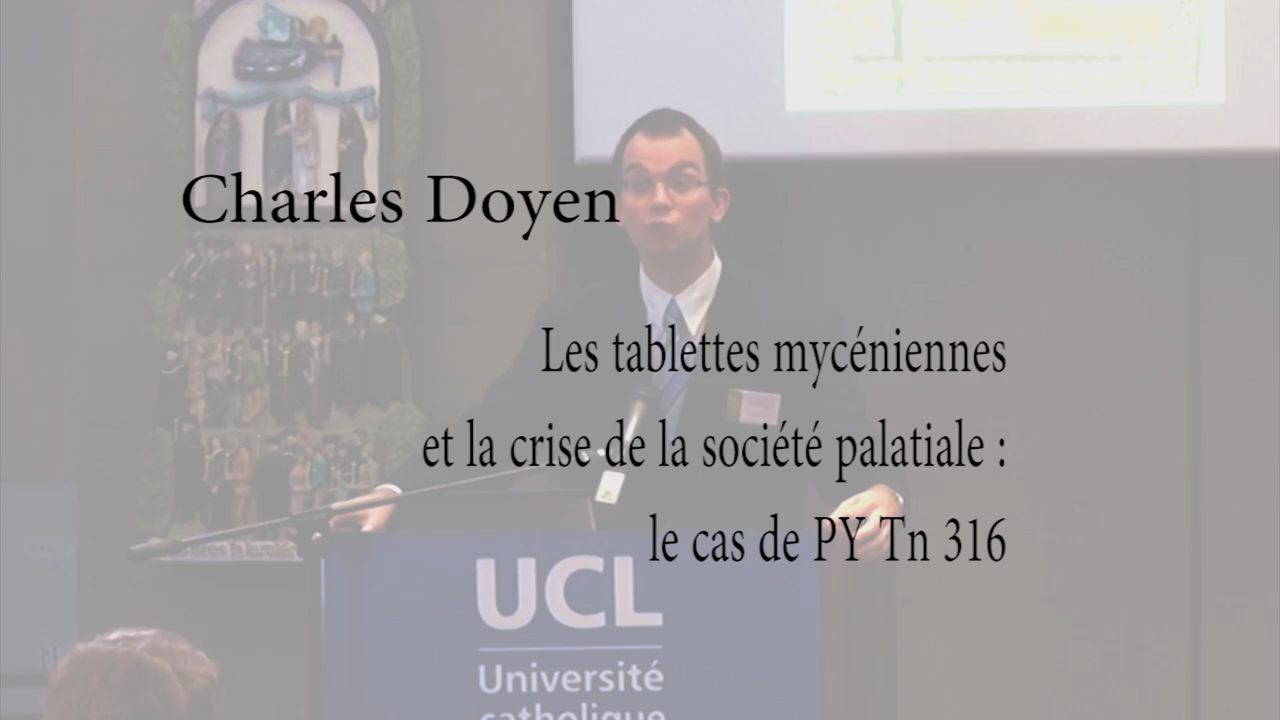 Charles Doyen
Les tablettes mycéniennes
et la crise de la société palatiale :
le cas de PY Tn 316
UCL
Université
catholique